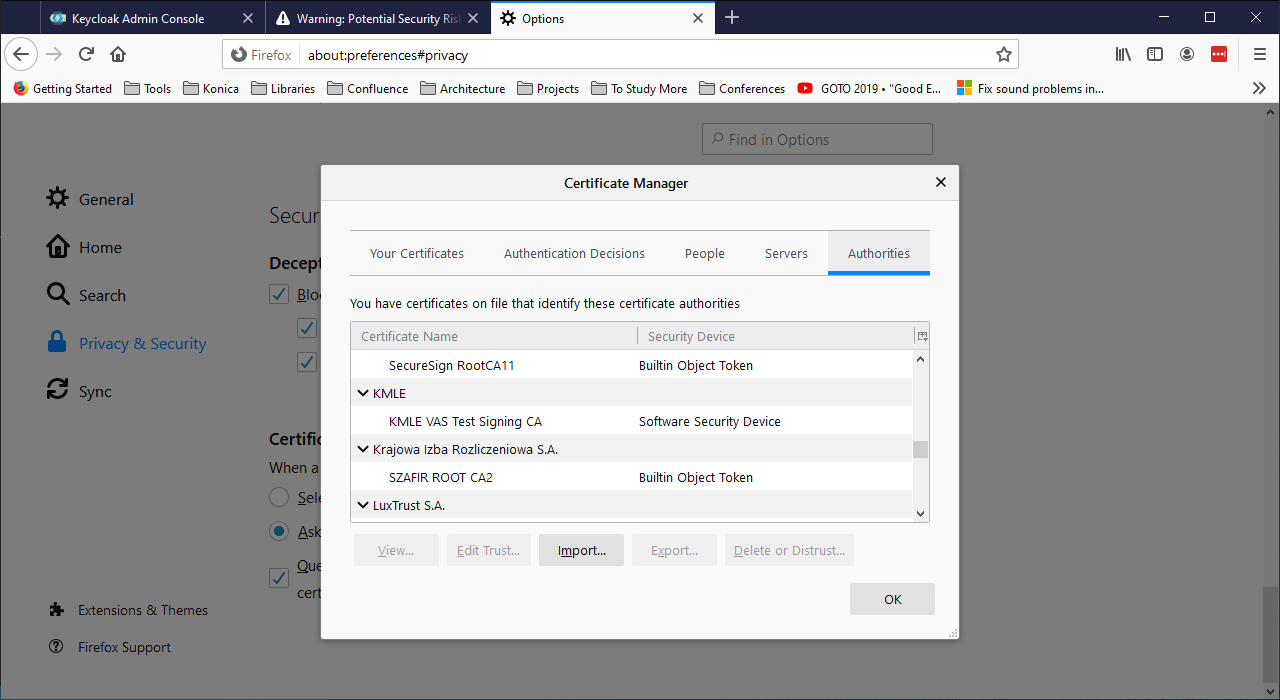 Keycloak Admin Console
Warning: Potential Security Ris
Options
Firefox
about:preferences#privacy
Getting Started
Tools
Konica
Libraries
Confluence
Architecture
Projects
To Study More
Conferences
GOTO 2019 • "Good E...
Fix sound problems in...
Find in Options
General
Home
Search
Privacy & Security
Sync
Extensions & Themes
Firefox Support
Secur
Decept
Blo
Certific
When a
Sele
Ask
Que
cert
Certificate Manager
Your Certificates
Authentication Decisions
People
Servers
Authorities
You have certificates on file that identify these certificate authorities
Certificate Name Security Device
SecureSign RootCA11 Builtin Object Token
KMLE
KMLE VAS Test Signing CA Software Security Device
Krajowa Izba Rozliczeniowa S.A.
SZAFIR ROOT CA2 Builtin Object Token
LuxTrust S.A.
View...
Edit Trust...
Import...
Export...
Delete or Distrust...
OK